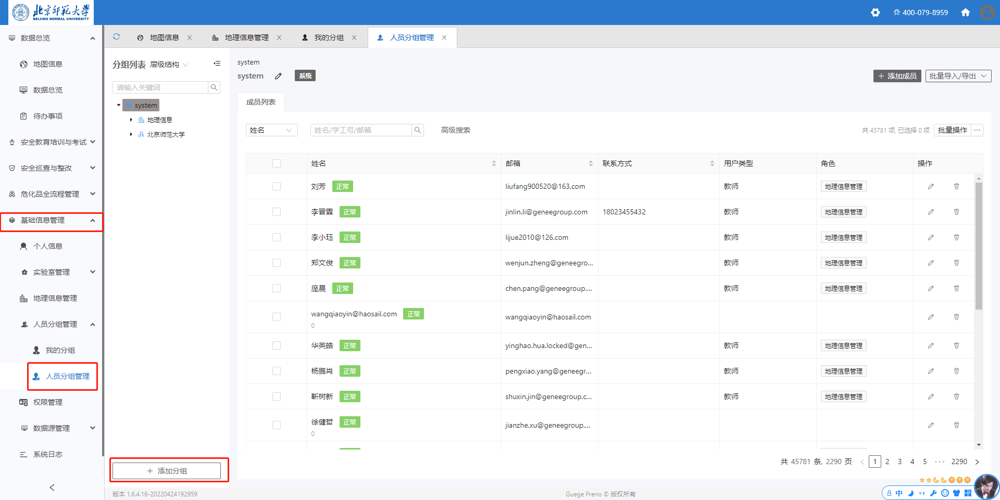 北京师范大学
BEIJING NORMAL UNIVERSITY
400-079-8959
数据总览
地图信息
数据总览
待办事项
安全教育培训与考试
安全巡查与整改
危化品全流程管理
基础信息管理
个人信息
实验室管理
地理信息管理
人员分组管理
我的分组
人员分组管理
权限管理
数据源管理
系统日志
地图信息
地理信息管理
我的分组
人员分组管理
分组列表 层级结构
请输入关键词
system
地理信息
北京师范大学
+ 添加分组
system
system 系统
+ 添加成员 批量导入/导出
成员列表
姓名 姓名/学工号/邮箱 高级搜索 共 45781 项, 已选择 0 项 批量操作 ···
姓名 邮箱 联系方式 用户类型 角色 操作
刘芳 正常 liufang900520@163.com 教师 地理信息管理
李晋霖 正常 jinlin.li@geneegroup.com 18023455432 教师 地理信息管理
李小珏 正常 lijue2010@126.com 教师 地理信息管理
郑文俊 正常 wenjun.zheng@geneegro... 教师 地理信息管理
庞晨 正常 chen.pang@geneegroup.... 教师 地理信息管理
wangqiaoyin@haosail.com 正常 wangqiaoyin@haosail.com
0
华英皓 正常 yinghao.hua.locked@gen... 教师 地理信息管理
杨鹏肖 正常 pengxiao.yang@geneegr... 教师 地理信息管理
靳树新 正常 shuxin.jin@geneegroup.c... 教师 地理信息管理
徐健哲 正常 jianzhe.xu@geneegroup....
0
共 45781 条, 2290 页 < 1 2 3 4 5 ··· 2290 >
版本 1.6.4.16-20220424192959
Guege Preno © 版权所有
中